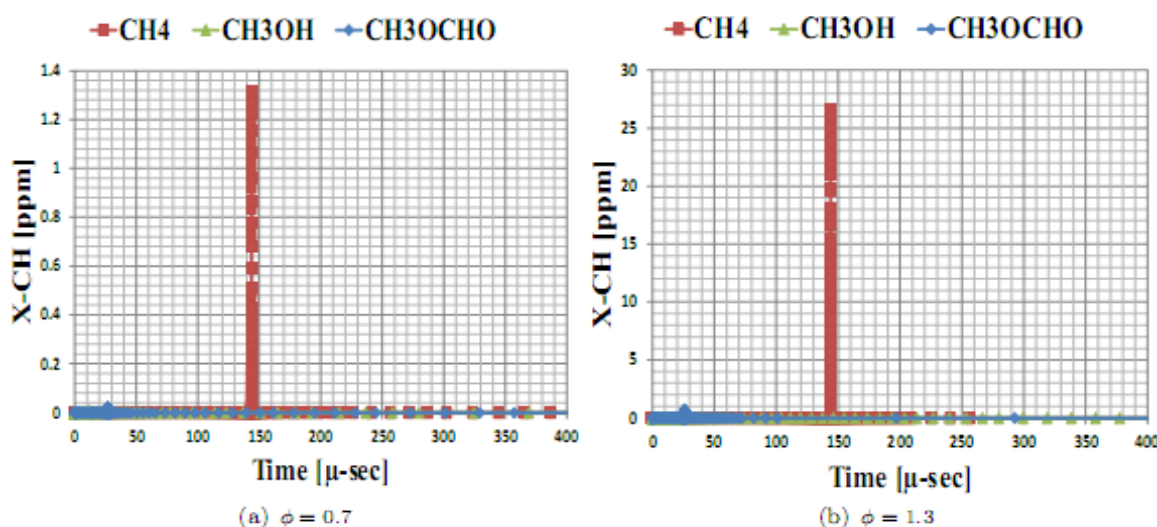 CH4 CH3OH CH3OCHO
1.4
1.2
1
0.8
0.6
0.4
0.2
0
X-CH [ppm]
0 50 100 150 200 250 300 350 400
Time [μ-sec]
(a) ϕ = 0.7
CH4 CH3OH CH3OCHO
30
25
20
15
10
5
0
X-CH [ppm]
0 50 100 150 200 250 300 350 400
Time [μ-sec]
(b) ϕ = 1.3